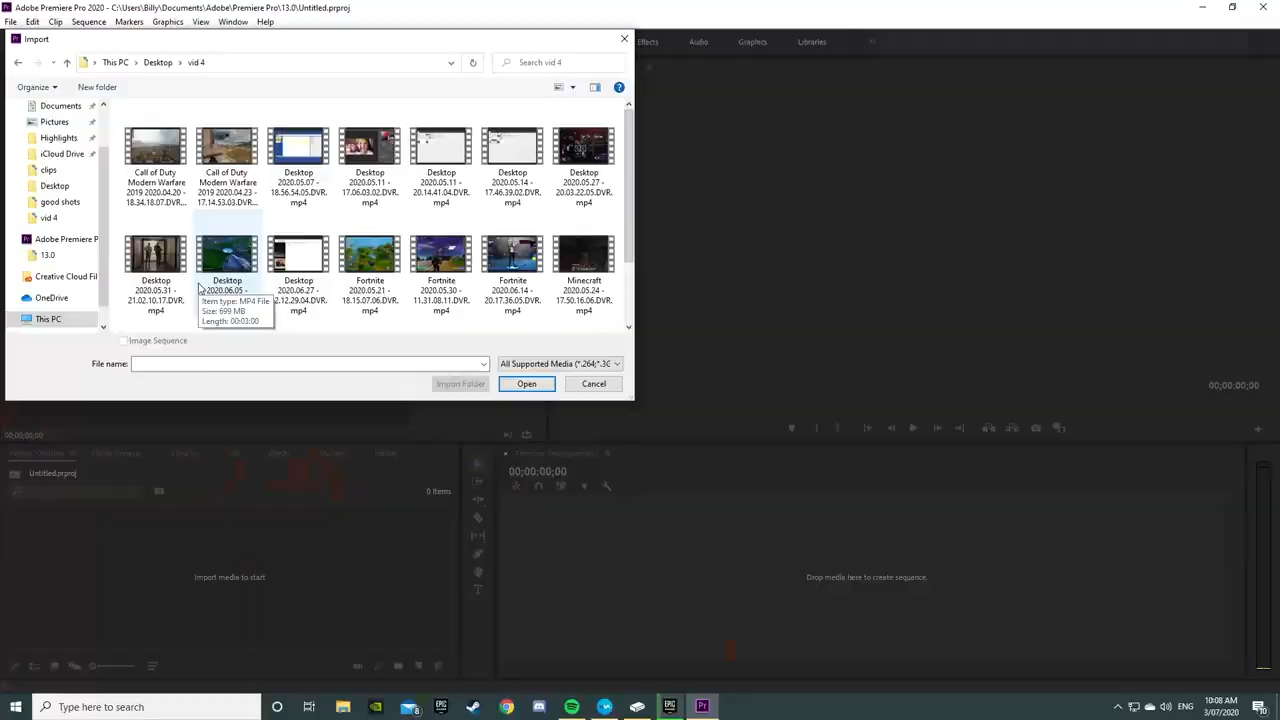 Adobe Premiere Pro 2020 - C:\Users\Billy\Documents\Adobe\Premiere Pro\13.0\Untitled.prproj
File Edit Clip Sequence Markers Graphics View Window Help
Import
This PC > Desktop > vid 4
Search vid 4
Organize
New folder
Effects
Audio
Graphics
Libraries
Documents
Pictures
Highlights
iCloud Drive
clips
Desktop
good shots
vid 4
Adobe Premiere P
13.0
Creative Cloud Fil
OneDrive
This PC
Call of Duty
Modern Warfare
2019 2020.04.20 -
18.34.18.07.DVR...
Call of Duty
Modern Warfare
2019 2020.04.23 -
17.14.53.03.DVR...
Desktop
2020.05.07 -
18.56.54.05.DVR.
mp4
Desktop
2020.05.11 -
17.06.03.02.DVR.
mp4
Desktop
2020.05.11 -
20.14.41.04.DVR.
mp4
Desktop
2020.05.14 -
17.46.39.02.DVR.
mp4
Desktop
2020.05.27 -
20.03.22.05.DVR.
mp4
Desktop
2020.05.31 -
21.02.10.17.DVR.
mp4
Desktop
2020.06.05 -
Item type: MP4 File
Size: 699 MB
Length: 00:03:00
Desktop
2020.06.27 -
2.12.29.04.DVR.
mp4
Fortnite
2020.05.21 -
18.15.07.06.DVR.
mp4
Fortnite
2020.05.30 -
11.31.08.11.DVR.
mp4
Fortnite
2020.06.14 -
20.17.36.05.DVR.
mp4
Minecraft
2020.05.24 -
17.50.16.06.DVR.
mp4
Image Sequence
File name:
All Supported Media (*.264;*.3G
Import Folder
Open
Cancel
00;00;00;00
00;00;00;00
Untitled.prproj
0 Items
Import media to start
00;00;00;00
Drop media here to create sequence.
Type here to search
ENG
10:08 AM
3/07/2020